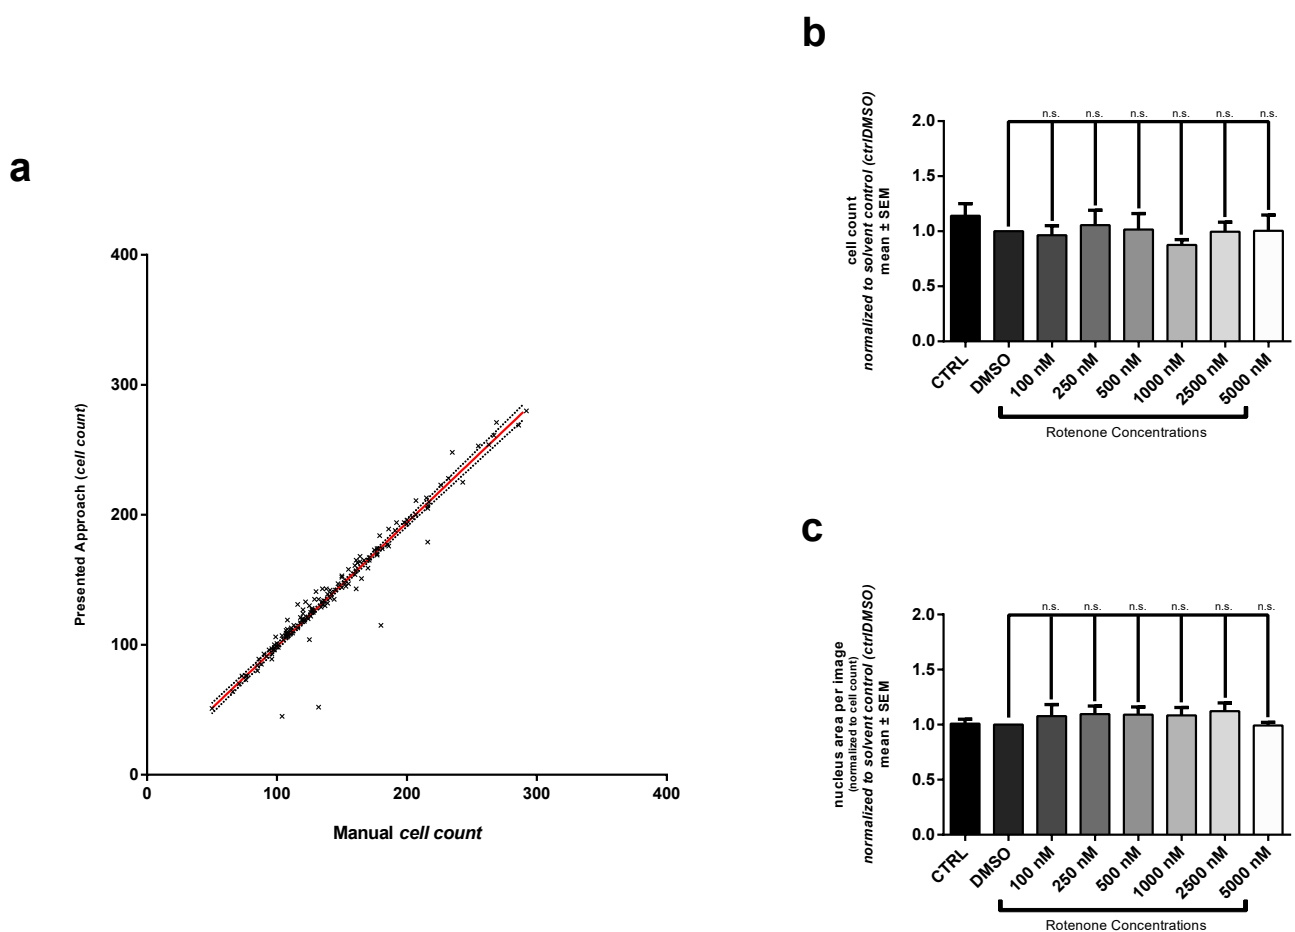 a
400
300
200
100
0
0 100 200 300 400
Presented Approach (cell count)
Manual cell count
b
cell count
normalized to solvent control (ctrlDMSO)
mean ± SEM
2.0
1.5
1.0
0.5
0.0
n.s. n.s. n.s. n.s. n.s. n.s.
CTRL DMSO 100 nM 250 nM 500 nM 1000 nM 2500 nM 5000 nM
Rotenone Concentrations
c
nucleus area per image
(normalized to cell count)
normalized to solvent control (ctrlDMSO)
mean ± SEM
2.0
1.5
1.0
0.5
0.0
n.s. n.s. n.s. n.s. n.s. n.s.
CTRL DMSO 100 nM 250 nM 500 nM 1000 nM 2500 nM 5000 nM
Rotenone Concentrations